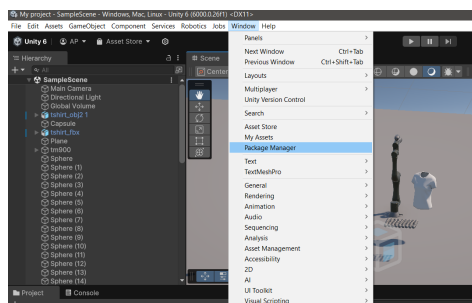 My project - SampleScene - Windows, Mac, Linux - Unity 6 (6000.0.26f1) <DX11>
File Edit Assets GameObject Component Services Robotics Jobs Window Help
Unity 6 AP Asset Store
Hierarchy
All
SampleScene
Main Camera
Directional Light
Global Volume
tshirt_obj2 1
Capsule
tshirt_fbx
Plane
tm900
Sphere
Sphere (1)
Sphere (2)
Sphere (3)
Sphere (4)
Sphere (5)
Sphere (6)
Sphere (7)
Sphere (8)
Sphere (9)
Sphere (10)
Sphere (11)
Sphere (12)
Sphere (13)
Sphere (14)
Project Console
Scene
Center
Panels
Next Window Ctrl+Tab
Previous Window Ctrl+Shift+Tab
Layouts
Multiplayer
Unity Version Control
Search
Asset Store
My Assets
Package Manager
Text
TextMeshPro
General
Rendering
Animation
Audio
Sequencing
Analysis
Asset Management
Accessibility
2D
AI
UI Toolkit
Visual Scripting